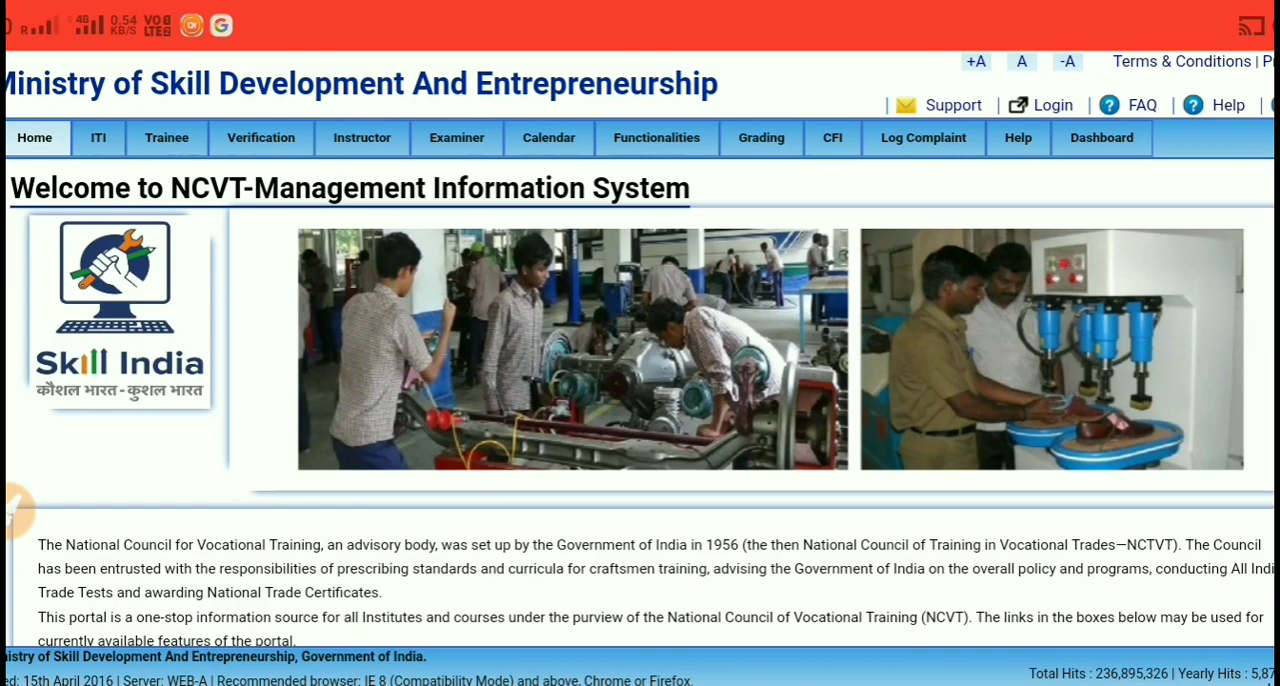 R 4G 0.54 KB/S VO LTE G
+A A -A Terms & Conditions |
Ministry of Skill Development And Entrepreneurship
| Support | Login | FAQ | Help |
Home ITI Trainee Verification Instructor Examiner Calendar Functionalities Grading CFI Log Complaint Help Dashboard
Welcome to NCVT-Management Information System
Skill India
कौशल भारत - कुशल भारत
The National Council for Vocational Training, an advisory body, was set up by the Government of India in 1956 (the then National Council of Training in Vocational Trades—NCTVT). The Council
has been entrusted with the responsibilities of prescribing standards and curricula for craftsmen training, advising the Government of India on the overall policy and programs, conducting All Indi
Trade Tests and awarding National Trade Certificates.
This portal is a one-stop information source for all Institutes and courses under the purview of the National Council of Vocational Training (NCVT). The links in the boxes below may be used for
currently available features of the portal.
nistry of Skill Development And Entrepreneurship, Government of India.
ed: 15th April 2016 | Server: WEB-A | Recommended browser: IE 8 (Compatibility Mode) and above, Chrome or Firefox.
Total Hits : 236,895,326 | Yearly Hits : 5,87